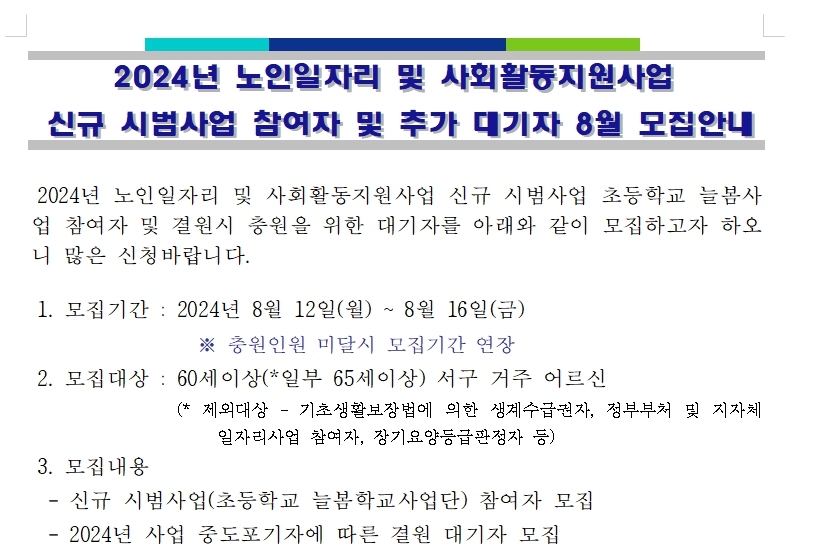 2024년 노인일자리 및 사회활동지원사업
신규 시범사업 참여자 및 추가 대기자 8월 모집안내
2024년 노인일자리 및 사회활동지원사업 신규 시범사업 초등학교 늘봄사
업 참여자 및 결원시 충원을 위한 대기자를 아래와 같이 모집하고자 하오
니 많은 신청바랍니다.
1. 모집기간 : 2024년 8월 12일(월) ~ 8월 16일(금)
※ 충원인원 미달시 모집기간 연장
2. 모집대상 : 60세이상(*일부 65세이상) 서구 거주 어르신
(* 제외대상 - 기초생활보장법에 의한 생계수급권자, 정부부처 및 지자체
일자리사업 참여자, 장기요양등급판정자 등)
3. 모집내용
- 신규 시범사업(초등학교 늘봄학교사업단) 참여자 모집
- 2024년 사업 중도포기자에 따른 결원 대기자 모집